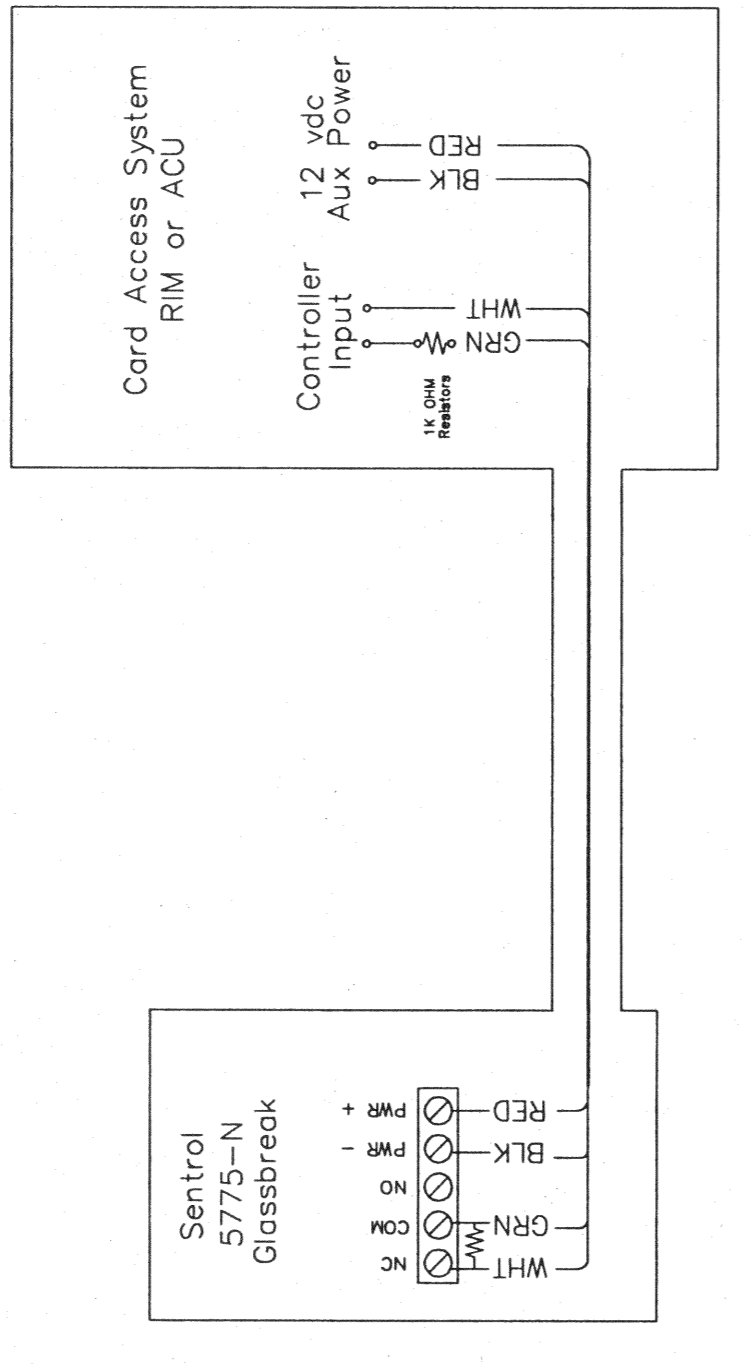 Card Access System
RIM or ACU
Controller
Input
12 vdc
Aux Power
RED
BLK
WHT
GRN
1K OHM
Resistors
Sentrol
5775-N
Glassbreak
PWR +
PWR -
NO
COM
NC
RED
BLK
GRN
WHT